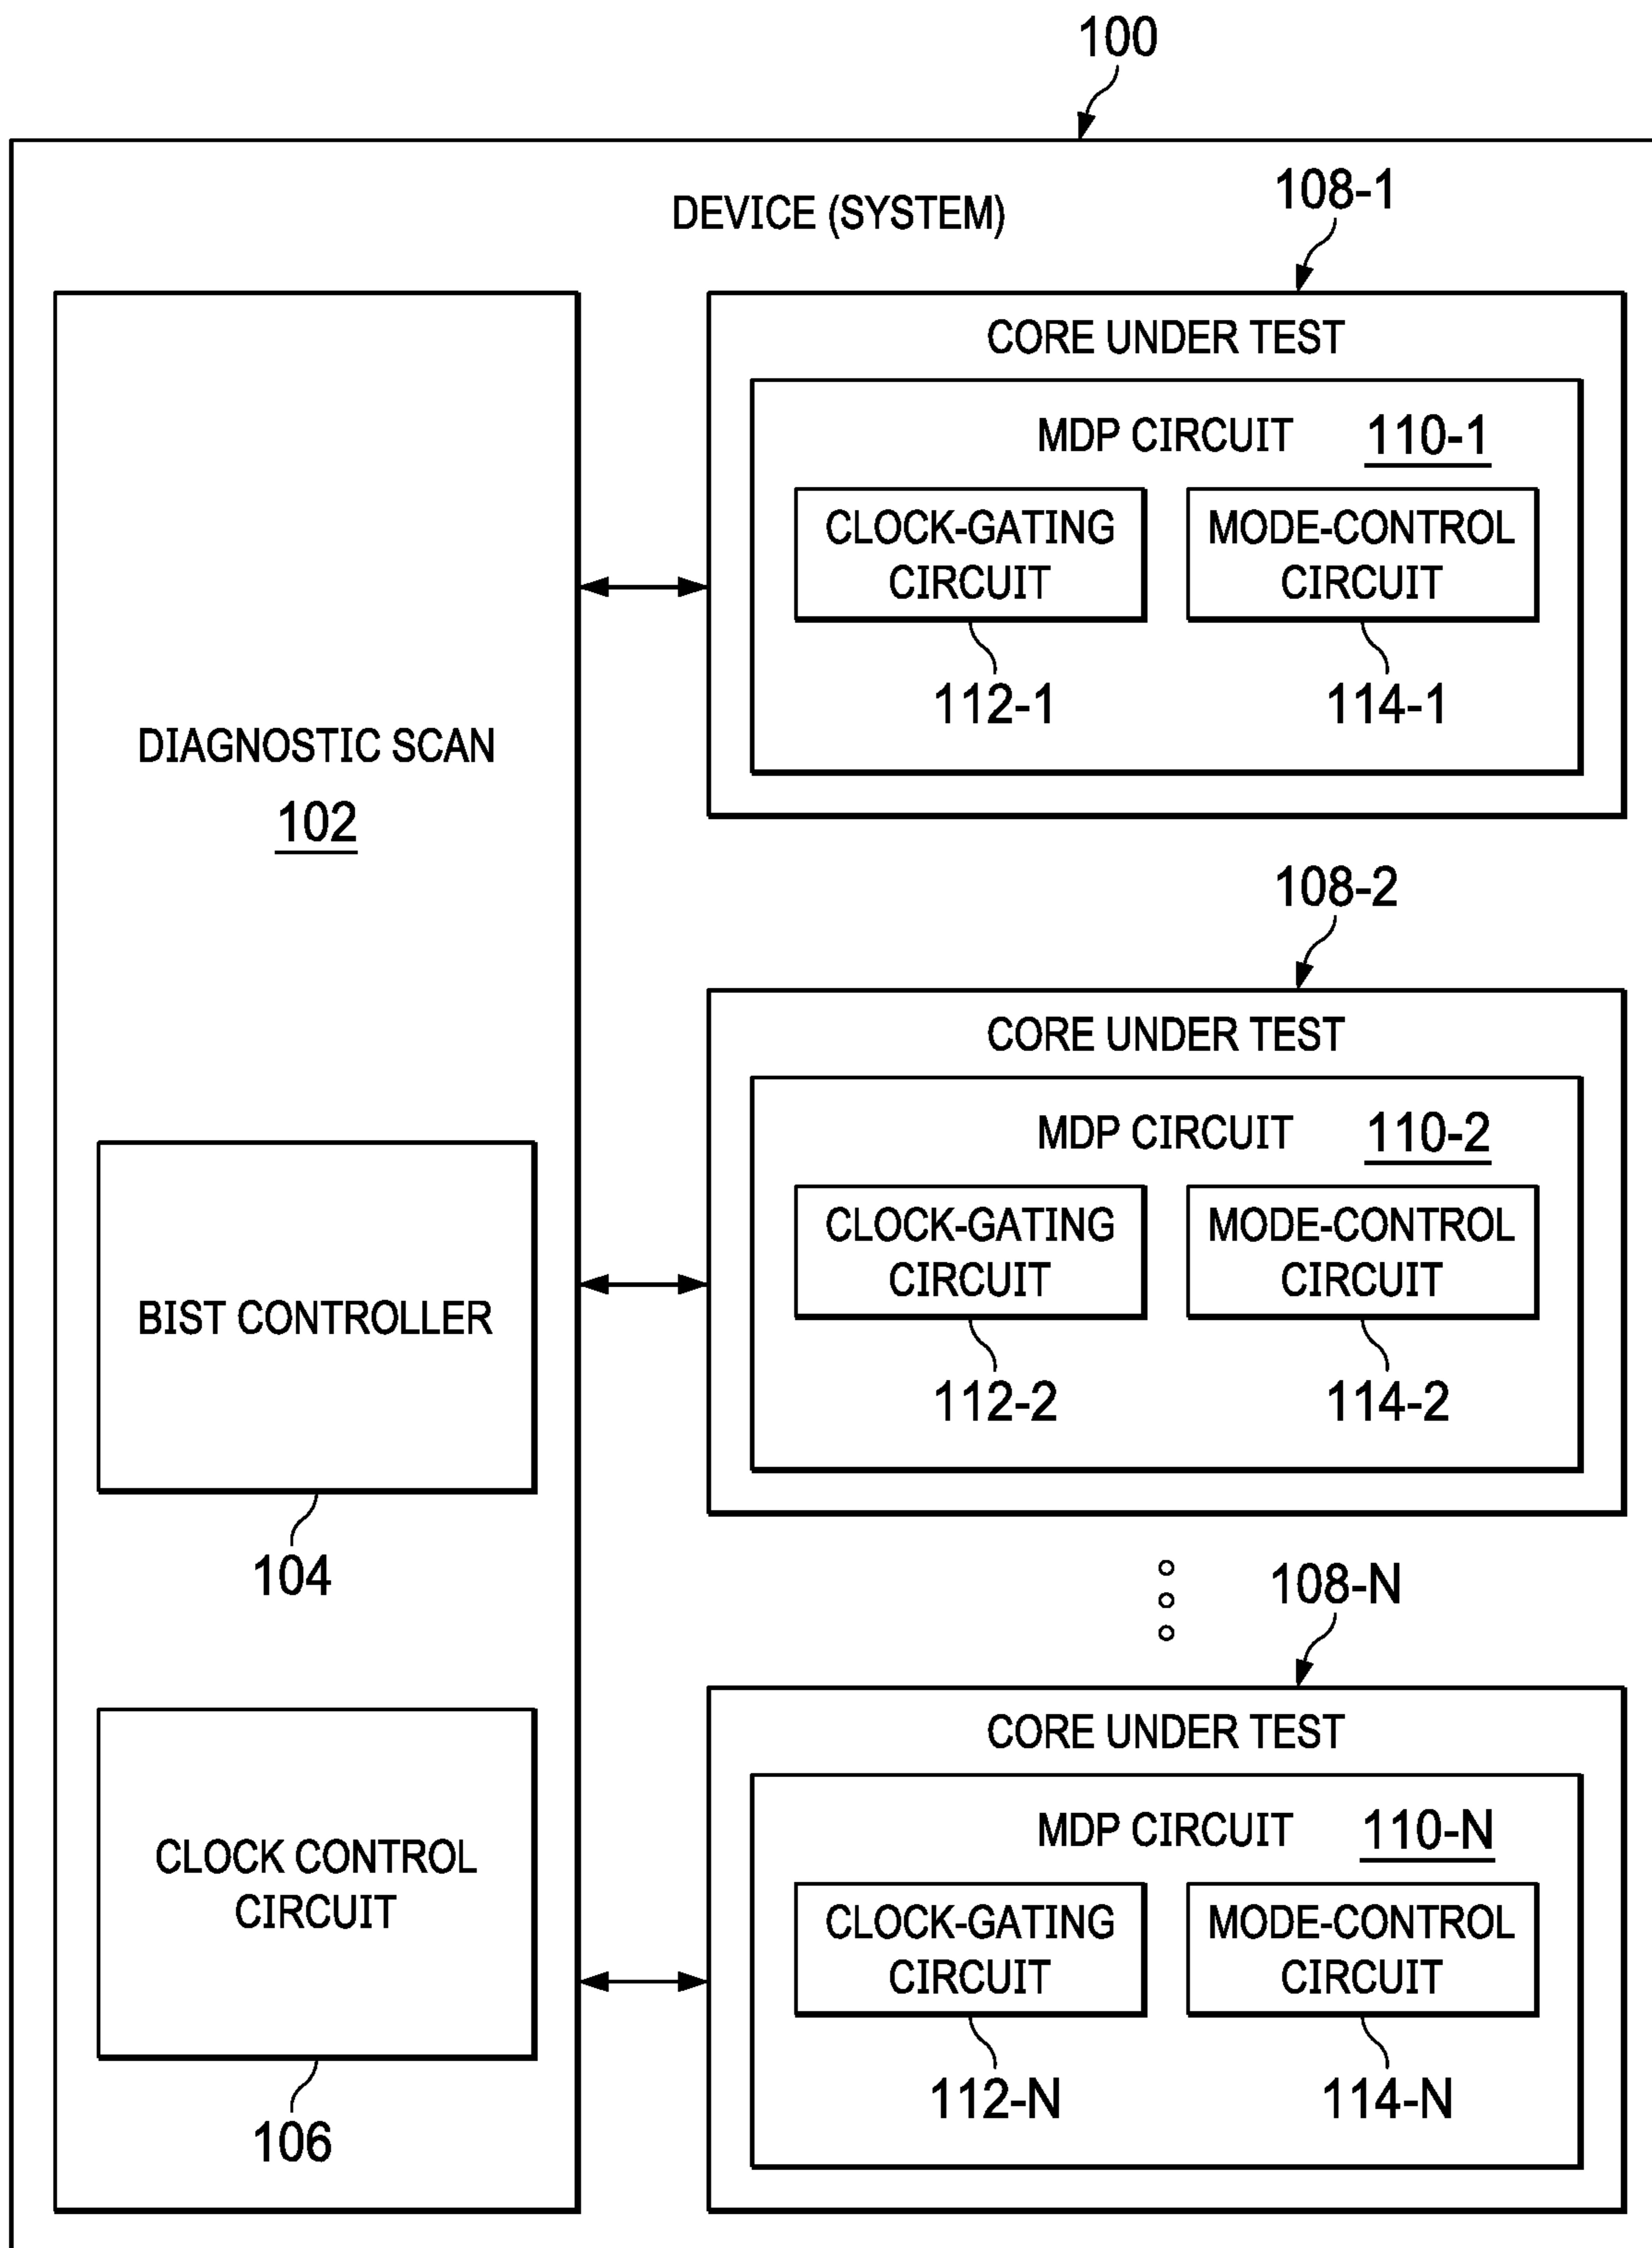 100
DEVICE (SYSTEM)
DIAGNOSTIC SCAN
102
BIST CONTROLLER
104
CLOCK CONTROL
CIRCUIT
106
108-1
CORE UNDER TEST
MDP CIRCUIT 110-1
CLOCK-GATING
CIRCUIT
112-1
MODE-CONTROL
CIRCUIT
114-1
108-2
CORE UNDER TEST
MDP CIRCUIT 110-2
CLOCK-GATING
CIRCUIT
112-2
MODE-CONTROL
CIRCUIT
114-2
108-N
CORE UNDER TEST
MDP CIRCUIT 110-N
CLOCK-GATING
CIRCUIT
112-N
MODE-CONTROL
CIRCUIT
114-N